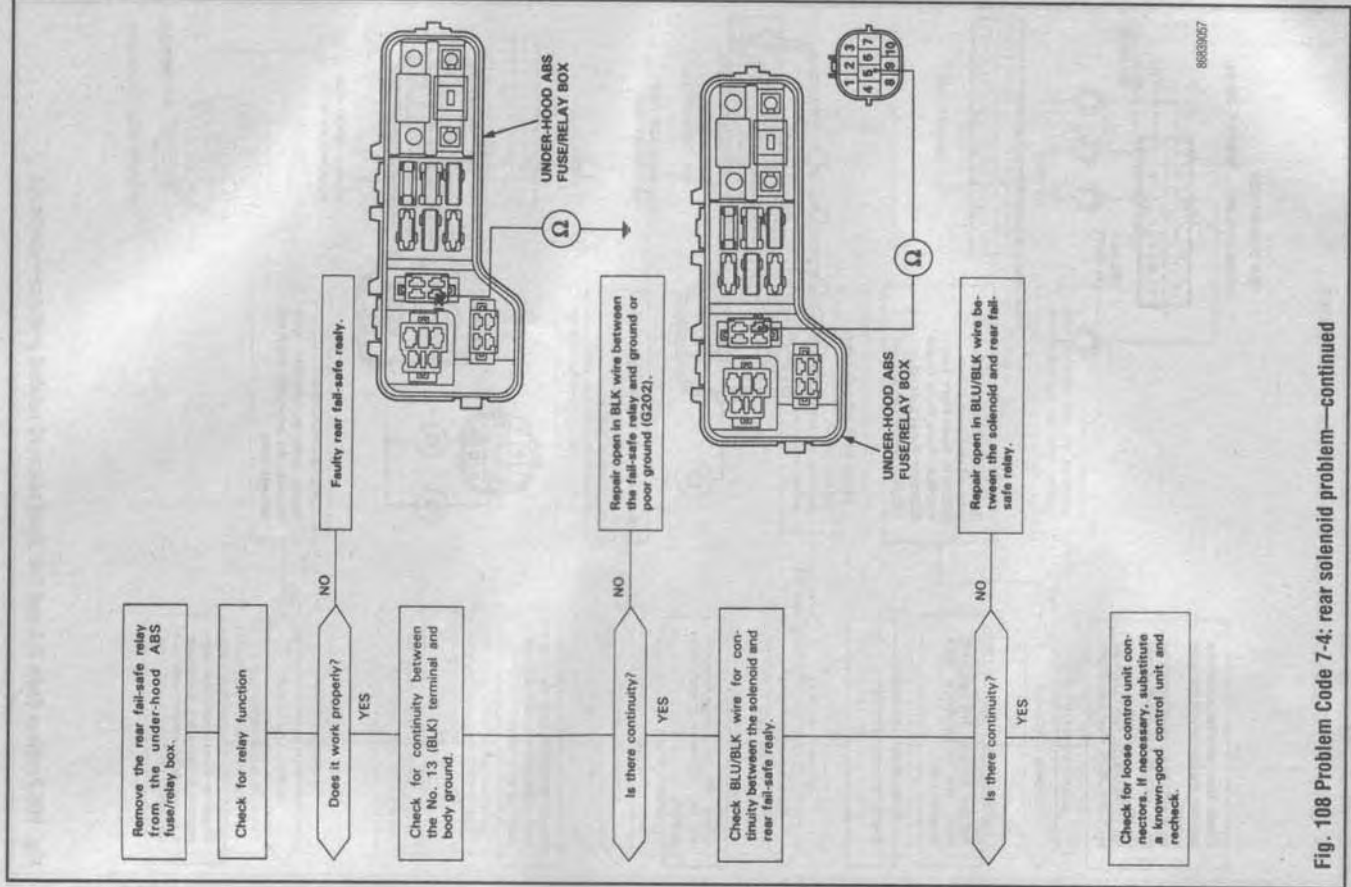 Remove the rear fail-safe relay
from the under-hood ABS
fuse/relay box.
Check for relay function
Does it work properly?
NO
Faulty rear fail-safe realy.
YES
Check for continuity between
the No. 13 (BLK) terminal and
body ground.
UNDER-HOOD ABS
FUSE/RELAY BOX
Ω
Is there continuity?
NO
Repair open in BLK wire between
the fail-safe relay and ground or
poor ground (G202).
YES
Check BLU/BLK wire for con-
tinuity between the solenoid and
rear fail-safe realy.
UNDER-HOOD ABS
FUSE/RELAY BOX
Ω
1 2 3
4 5 6 7
8 9 10
Is there continuity?
NO
Repair open in BLU/BLK wire be-
tween the solenoid and rear fail-
safe relay.
YES
Check for loose control unit con-
nectors. If necessary, substitute
a known-good control unit and
recheck.
86839057
Fig. 108 Problem Code 7-4: rear solenoid problem—continued